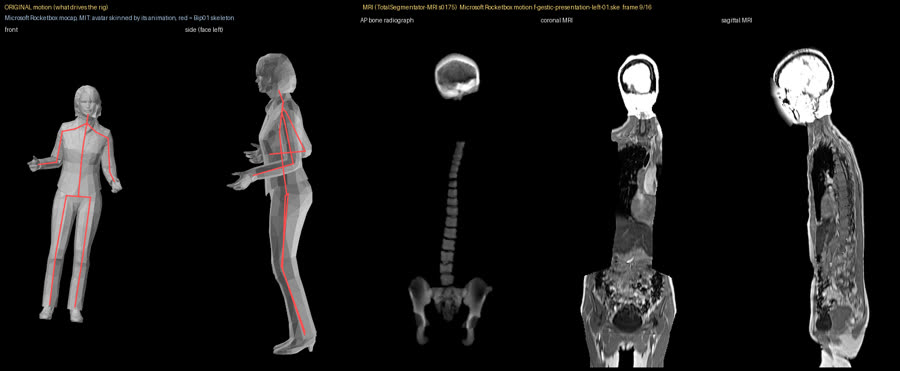 ORIGINAL motion (what drives the rig)
Microsoft Rocketbox mocap, MIT. avatar skinned by its animation, red = Bip01 skeleton
front
side (face left)
MRI (TotalSegmentator-MRI s0175) Microsoft Rocketbox motion f-gestic-presentation-left-01.ske frame 9/16
AP bone radiograph
coronal MRI
sagittal MRI